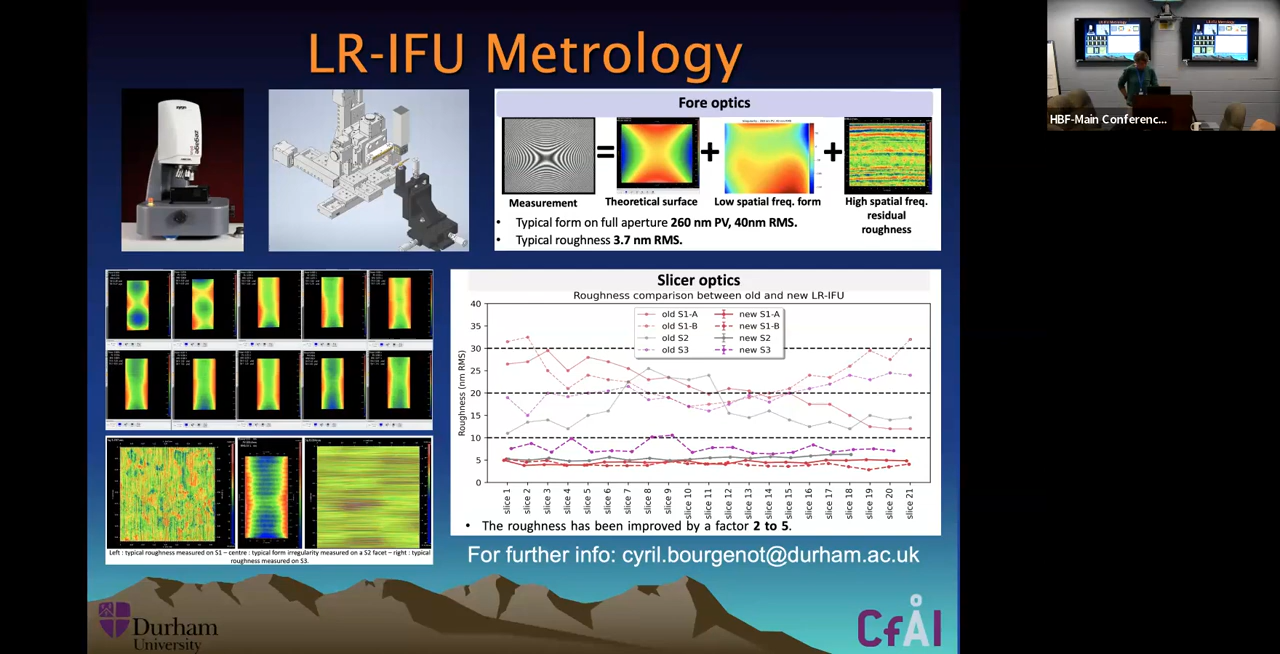 LR-IFU Metrology
Fore optics
Measurement
Theoretical surface
Low spatial freq. form
High spatial freq.
residual
roughness
• Typical form on full aperture 260 nm PV, 40nm RMS.
• Typical roughness 3.7 nm RMS.
Slicer optics
Roughness comparison between old and new LR-IFU
old S1-A
old S1-B
old S2
old S3
new S1-A
new S1-B
new S2
new S3
Roughness (nm RMS)
40
35
30
25
20
15
10
5
0
slice 1
slice 2
slice 3
slice 4
slice 5
slice 6
slice 7
slice 8
slice 9
slice 10
slice 11
slice 12
slice 13
slice 14
slice 15
slice 16
slice 17
slice 18
slice 19
slice 20
slice 21
• The roughness has been improved by a factor 2 to 5.
Left : typical roughness measured on S1 – centre : typical form irregularity measured on a S2 facet – right : typical
roughness measured on S3.
For further info: cyril.bourgenot@durham.ac.uk
Durham
University
CfAI
HBF-Main Conferenc...